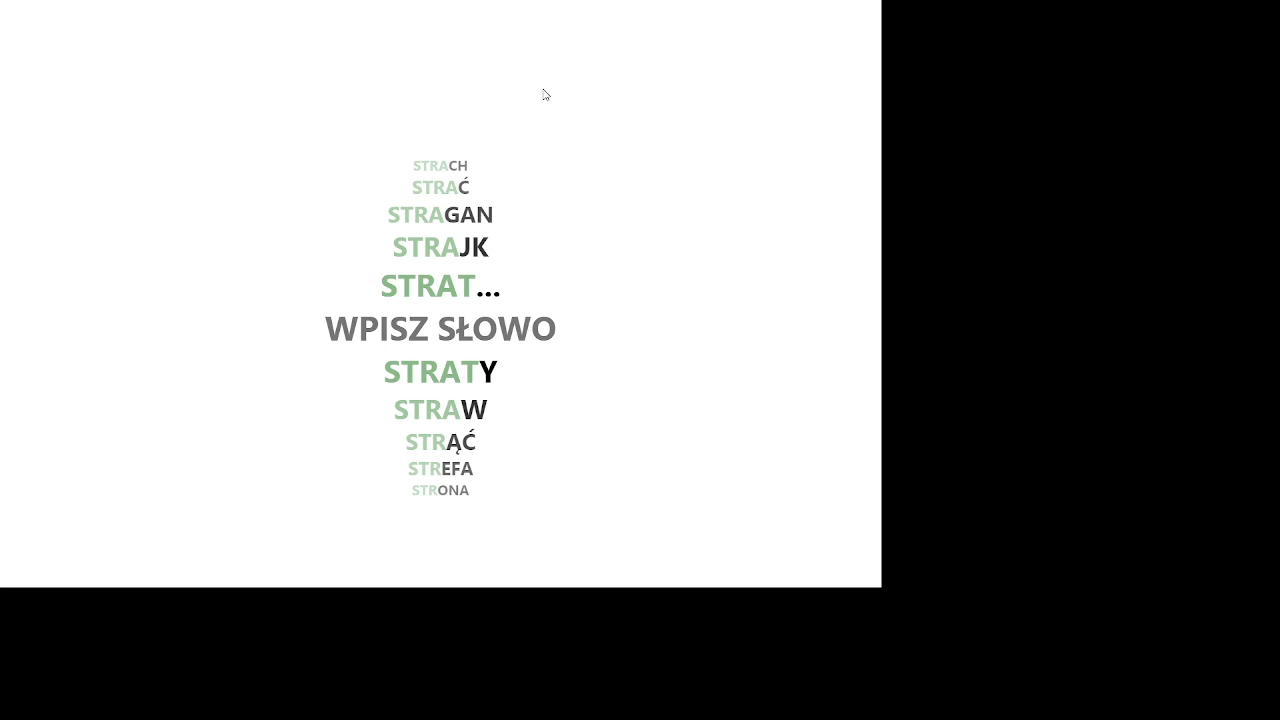 STRACH
STRAĆ
STRAGAN
STRAJK
STRAT...
WPISZ SŁOWO
STRATY
STRAW
STRĄĆ
STREFA
STRONA